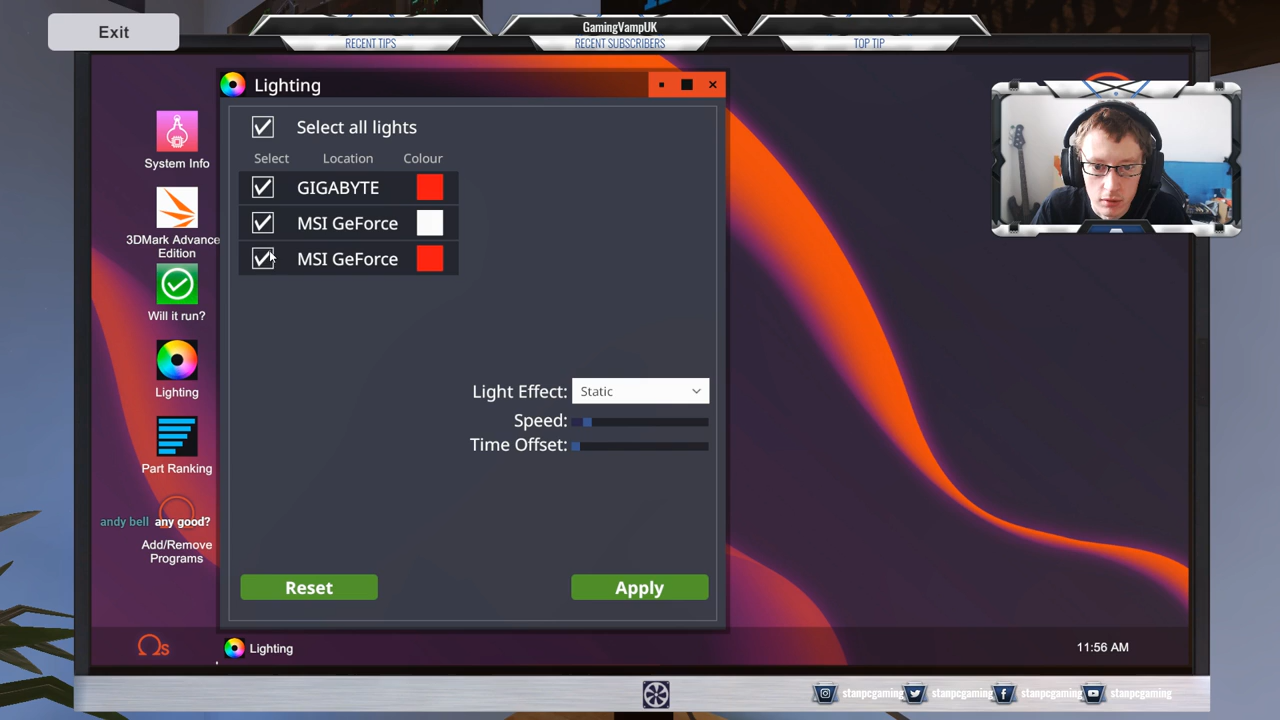 Exit
RECENT TIPS
GamingVampUK
RECENT SUBSCRIBERS
TOP TIP
Lighting
Select all lights
Select Location Colour
GIGABYTE
MSI GeForce
MSI GeForce
Light Effect: Static
Speed:
Time Offset:
Reset
Apply
System Info
3DMark Advance
Edition
Will it run?
Lighting
Part Ranking
andy bell any good?
Add/Remove
Programs
Ωs
Lighting
11:56 AM
stanpcgaming
stanpcgaming
stanpcgaming
stanpcgaming